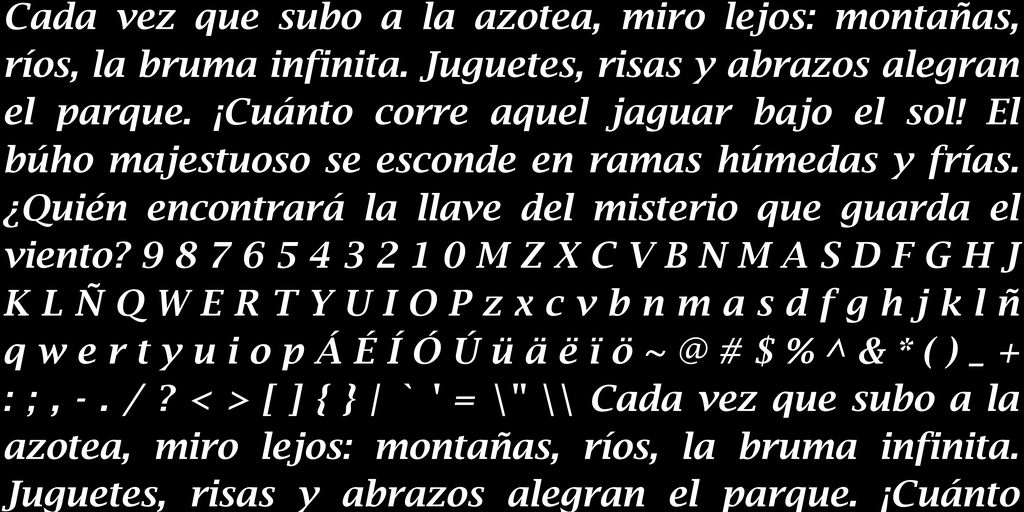 Cada vez que subo a la azotea, miro lejos: montañas,
ríos, la bruma infinita. Juguetes, risas y abrazos alegran
el parque. ¡Cuánto corre aquel jaguar bajo el sol! El
búho majestuoso se esconde en ramas húmedas y frías.
¿Quién encontrará la llave del misterio que guarda el
viento? 9 8 7 6 5 4 3 2 1 0 M Z X C V B N M A S D F G H J
K L Ñ Q W E R T Y U I O P z x c v b n m a s d f g h j k l ñ
q w e r t y u i o p Á É Í Ó Ú ü ä ë ï ö ~ @ # $ % ^ & * ( ) _ +
: ; , - . / ? < > [ ] { } | ` ' = \" \\ Cada vez que subo a la
azotea, miro lejos: montañas, ríos, la bruma infinita.
Juguetes, risas y abrazos alegran el parque. ¡Cuánto